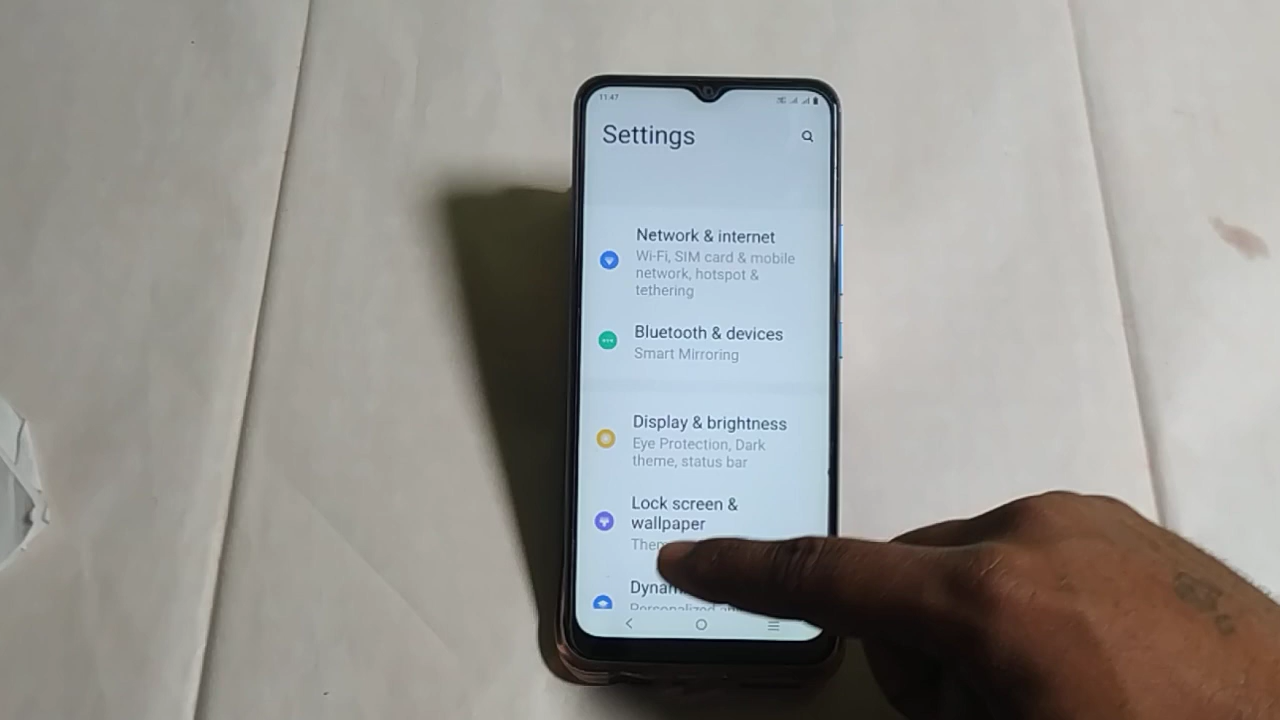 11:47
Settings
Network & internet
Wi-Fi, SIM card & mobile
network, hotspot &
tethering
Bluetooth & devices
Smart Mirroring
Display & brightness
Eye Protection, Dark
theme, status bar
Lock screen &
wallpaper